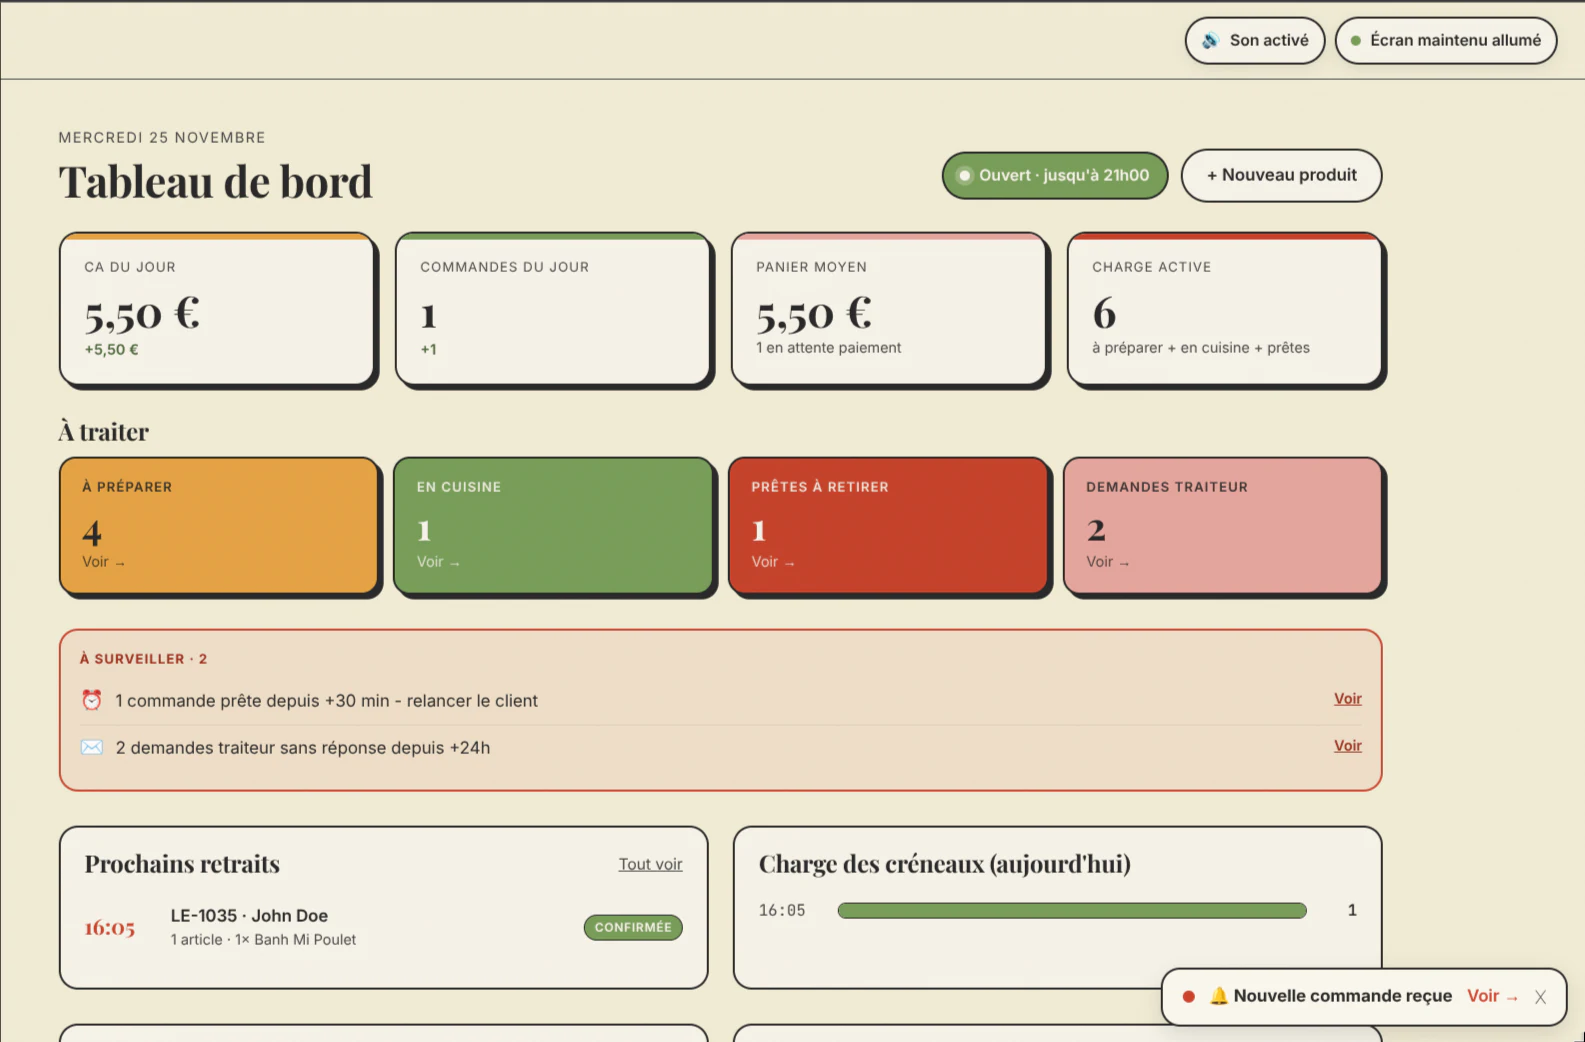 Son activé
Écran maintenu allumé
MERCREDI 25 NOVEMBRE
Tableau de bord
Ouvert · jusqu'à 21h00
+ Nouveau produit
CA DU JOUR
5,50 €
+5,50 €
COMMANDES DU JOUR
1
+1
PANIER MOYEN
5,50 €
1 en attente paiement
CHARGE ACTIVE
6
à préparer + en cuisine + prêtes
À traiter
À PRÉPARER
4
Voir →
EN CUISINE
1
Voir →
PRÊTES À RETIRER
1
Voir →
DEMANDES TRAITEUR
2
Voir →
À SURVEILLER · 2
1 commande prête depuis +30 min - relancer le client
Voir
2 demandes traiteur sans réponse depuis +24h
Voir
Prochains retraits
Tout voir
16:05
LE-1035 · John Doe
1 article · 1× Banh Mi Poulet
CONFIRMÉE
Charge des créneaux (aujourd'hui)
16:05
1
Nouvelle commande reçue
Voir →
X